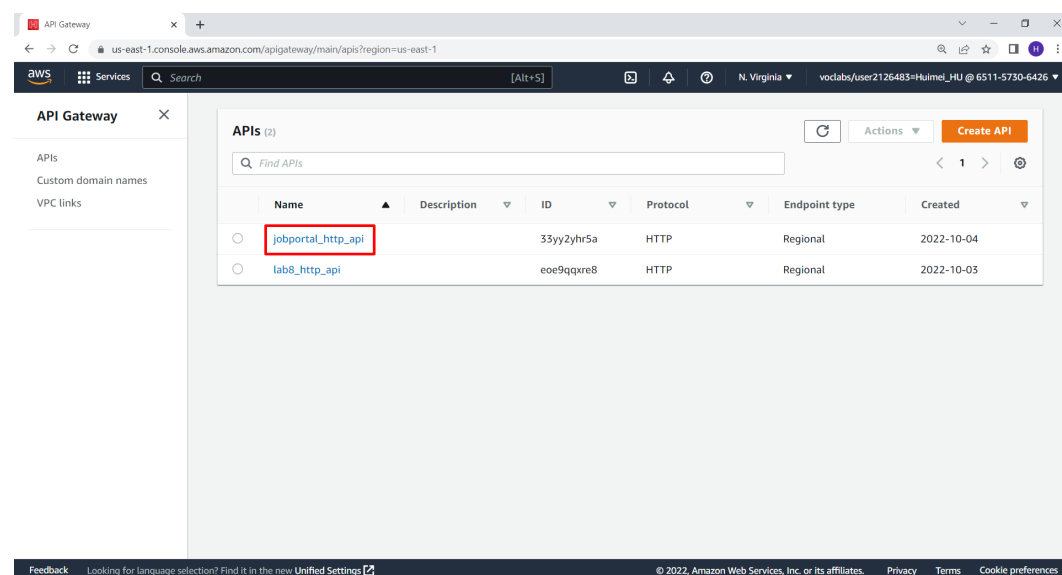 API Gateway
us-east-1.console.aws.amazon.com/apigateway/main/apis?region=us-east-1
H
aws Services Search [Alt+S] N. Virginia ▼ voclabs/user2126483=Huimei_HU @ 6511-5730-6426 ▼
API Gateway
APIs
Custom domain names
VPC links
APIs (2)
Actions ▼ Create API
Find APIs
1
Name Description ID Protocol Endpoint type Created
jobportal_http_api 33yy2yhr5a HTTP Regional 2022-10-04
lab8_http_api eoe9qqxre8 HTTP Regional 2022-10-03
Feedback Looking for language selection? Find it in the new Unified Settings © 2022, Amazon Web Services, Inc. or its affiliates. Privacy Terms Cookie preferences